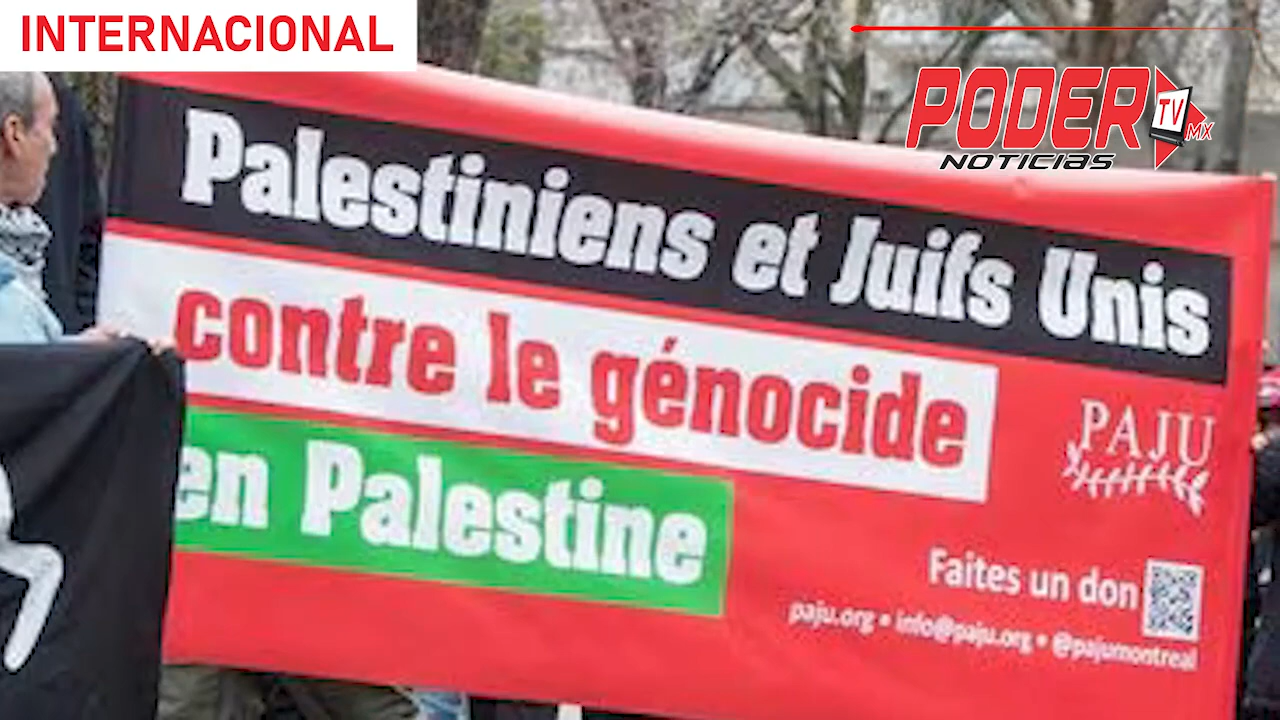 INTERNACIONAL
PODER
TV
MX
NOTICIAS
Palestiniens et Juifs Unis
contre le génocide
en Palestine
PAJU
Faites un don
paju.org • info@paju.org • @pajumontreal